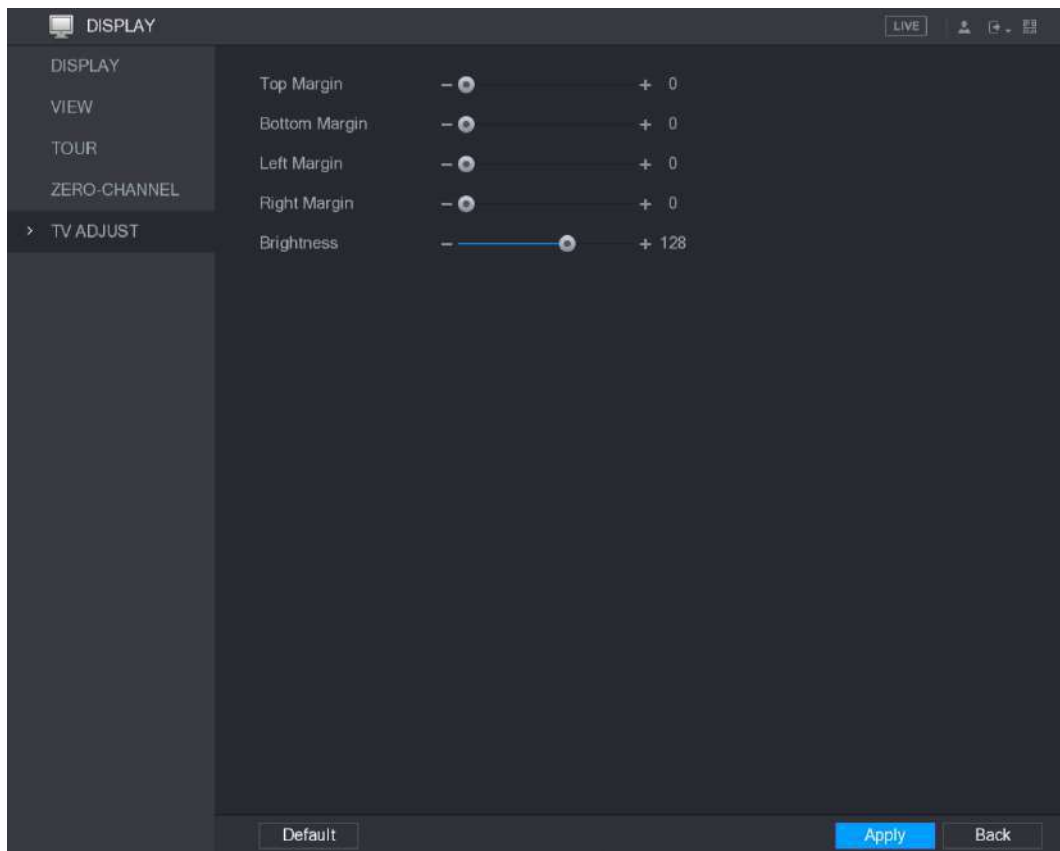 DISPLAY
LIVE
DISPLAY
VIEW
TOUR
ZERO-CHANNEL
> TV ADJUST
Top Margin - + 0
Bottom Margin - + 0
Left Margin - + 0
Right Margin - + 0
Brightness - + 128
Default
Apply
Back